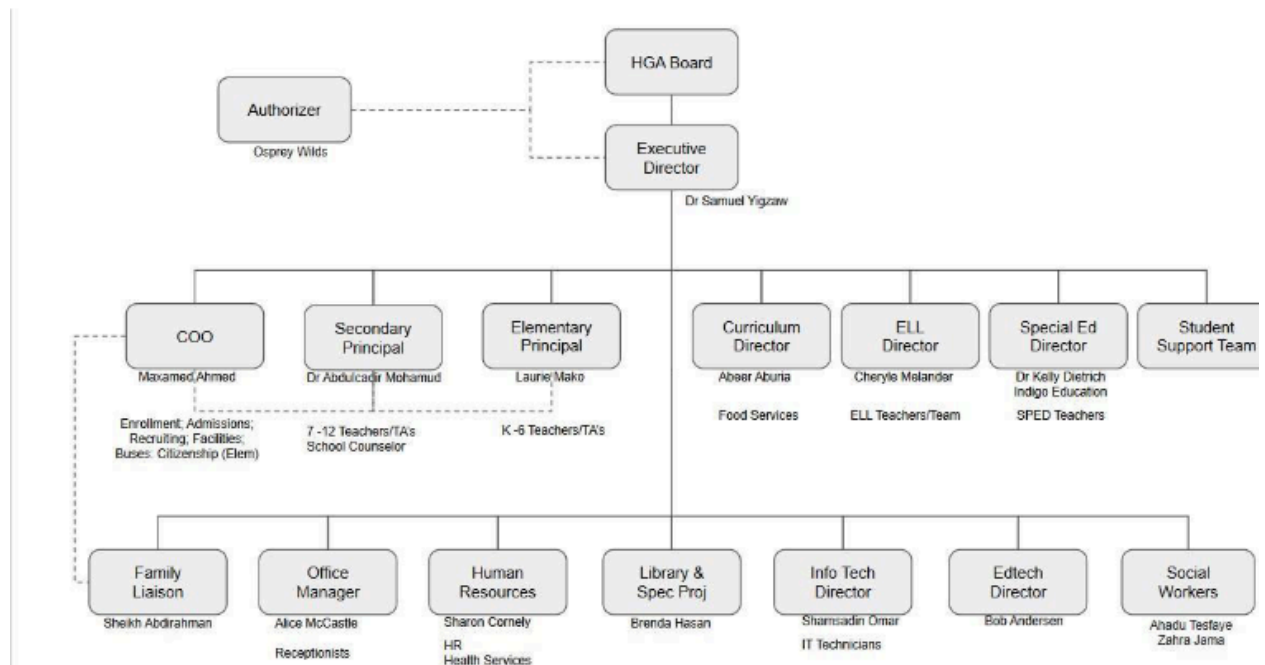 HGA Board
Authorizer
Osprey Wilds
Executive
Director
Dr Samuel Yigzaw
COO
Maxamed Ahmed
Enrollment; Admissions;
Recruiting; Facilities;
Buses: Citizenship (Elem)
Secondary
Principal
Dr Abdulcadir Mohamud
7 -12 Teachers/TA's
School Counselor
Elementary
Principal
Laurie Mako
K -6 Teachers/TA's
Curriculum
Director
Abeer Aburia
Food Services
ELL
Director
Cheryle Melander
ELL Teachers/Team
Special Ed
Director
Dr Kelly Dietrich
Indigo Education
SPED Teachers
Student
Support Team
Family
Liaison
Sheikh Abdirahman
Office
Manager
Alice McCastle
Receptionists
Human
Resources
Sharon Cornely
HR
Health Services
Library &
Spec Proj
Brenda Hasan
Info Tech
Director
Shamsadin Omar
IT Technicians
Edtech
Director
Bob Andersen
Social
Workers
Ahadu Tesfaye
Zahra Jama